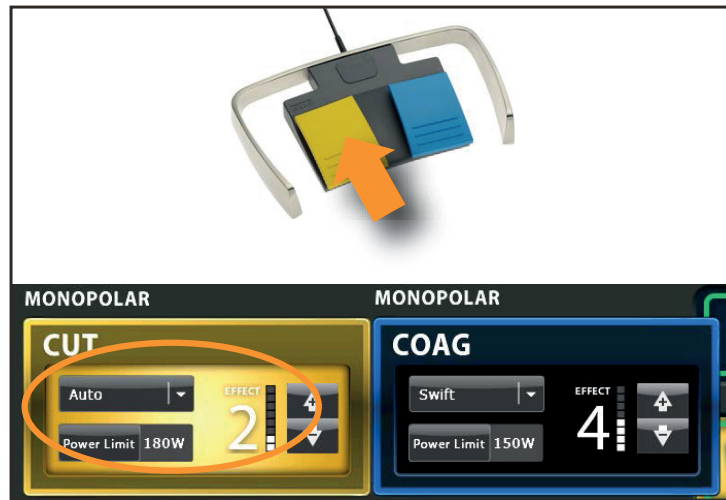 MONOPOLAR
CUT
Auto
EFFECT
2
Power Limit 180W
MONOPOLAR
COAG
Swift
EFFECT
4
Power Limit 150W